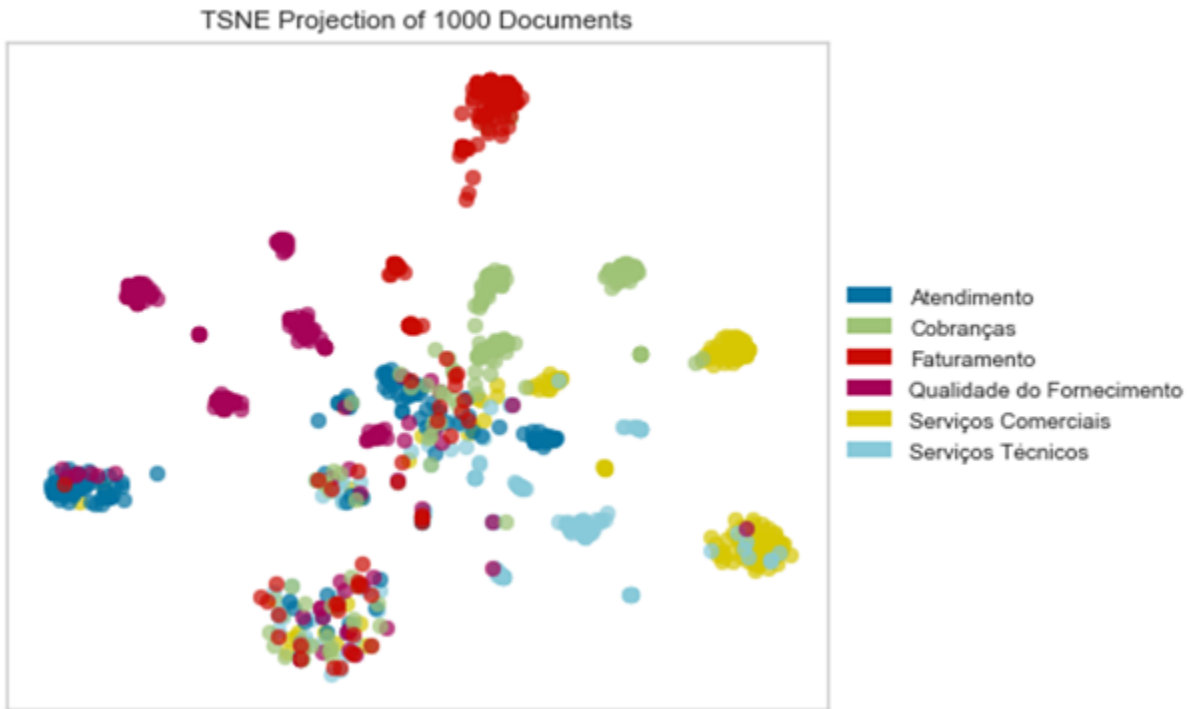 TSNE Projection of 1000 Documents
Atendimento
Cobranças
Faturamento
Qualidade do Fornecimento
Serviços Comerciais
Serviços Técnicos